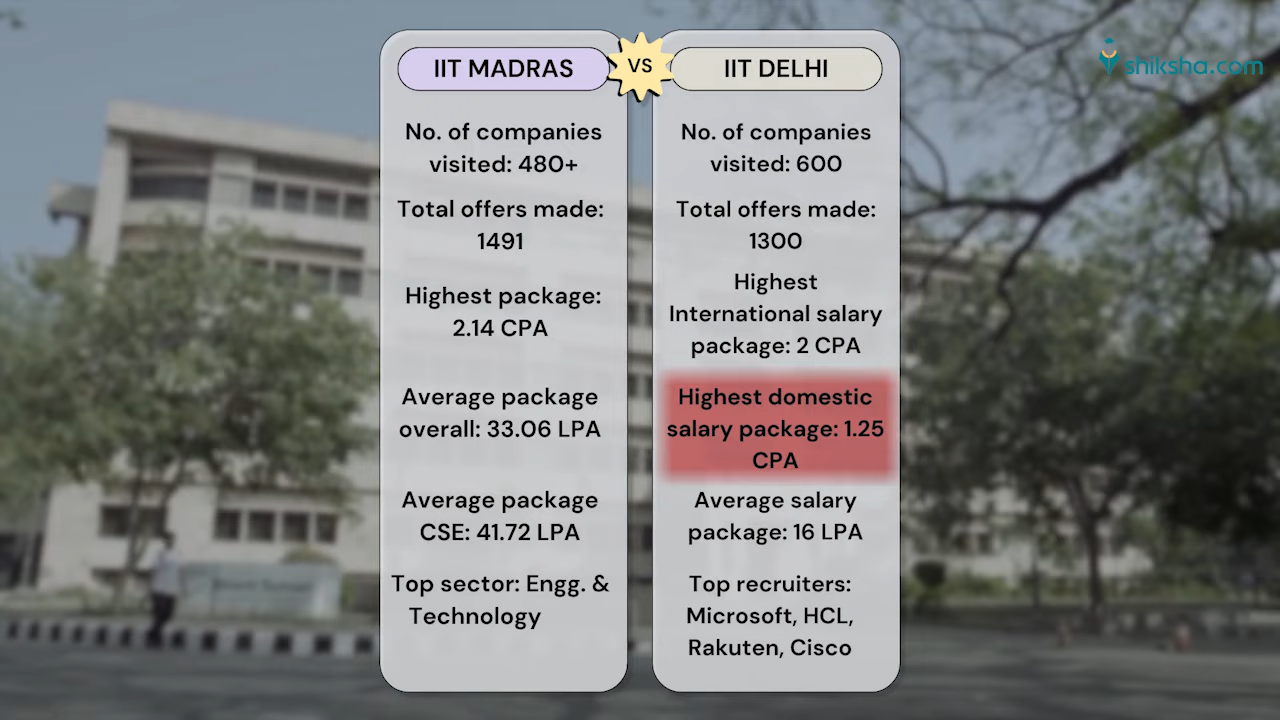 IIT MADRAS
VS
IIT DELHI
shiksha.com
No. of companies
visited: 480+
Total offers made:
1491
Highest package:
2.14 CPA
Average package
overall: 33.06 LPA
Average package
CSE: 41.72 LPA
Top sector: Engg. &
Technology
No. of companies
visited: 600
Total offers made:
1300
Highest
International salary
package: 2 CPA
Highest domestic
salary package: 1.25
CPA
Average salary
package: 16 LPA
Top recruiters:
Microsoft, HCL,
Rakuten, Cisco